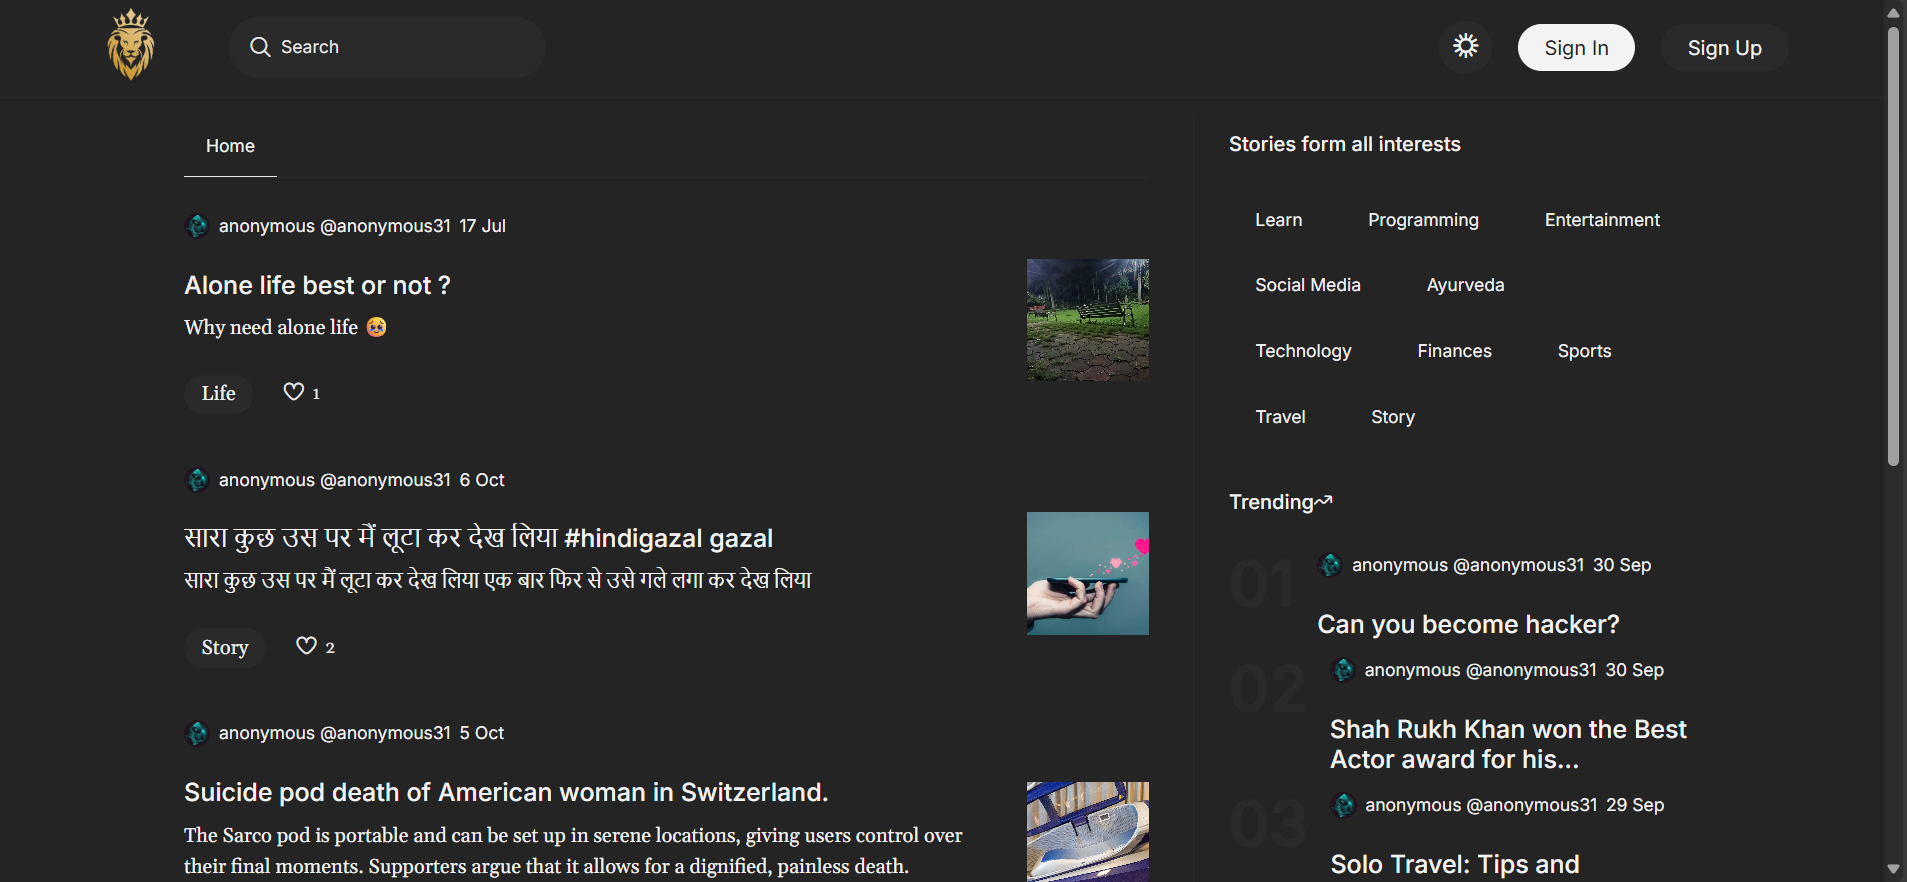 Search
Sign In
Sign Up
Home
anonymous @anonymous31 17 Jul
Alone life best or not ?
Why need alone life 🥺
Life
1
anonymous @anonymous31 6 Oct
सारा कुछ उस पर मैं लूटा कर देख लिया #hindigazal gazal
सारा कुछ उस पर मैं लूटा कर देख लिया एक बार फिर से उसे गले लगा कर देख लिया
Story
2
anonymous @anonymous31 5 Oct
Suicide pod death of American woman in Switzerland.
The Sarco pod is portable and can be set up in serene locations, giving users control over
their final moments. Supporters argue that it allows for a dignified, painless death.
Stories form all interests
Learn
Programming
Entertainment
Social Media
Ayurveda
Technology
Finances
Sports
Travel
Story
Trending
01
anonymous @anonymous31 30 Sep
Can you become hacker?
02
anonymous @anonymous31 30 Sep
Shah Rukh Khan won the Best
Actor award for his...
03
anonymous @anonymous31 29 Sep
Solo Travel: Tips and